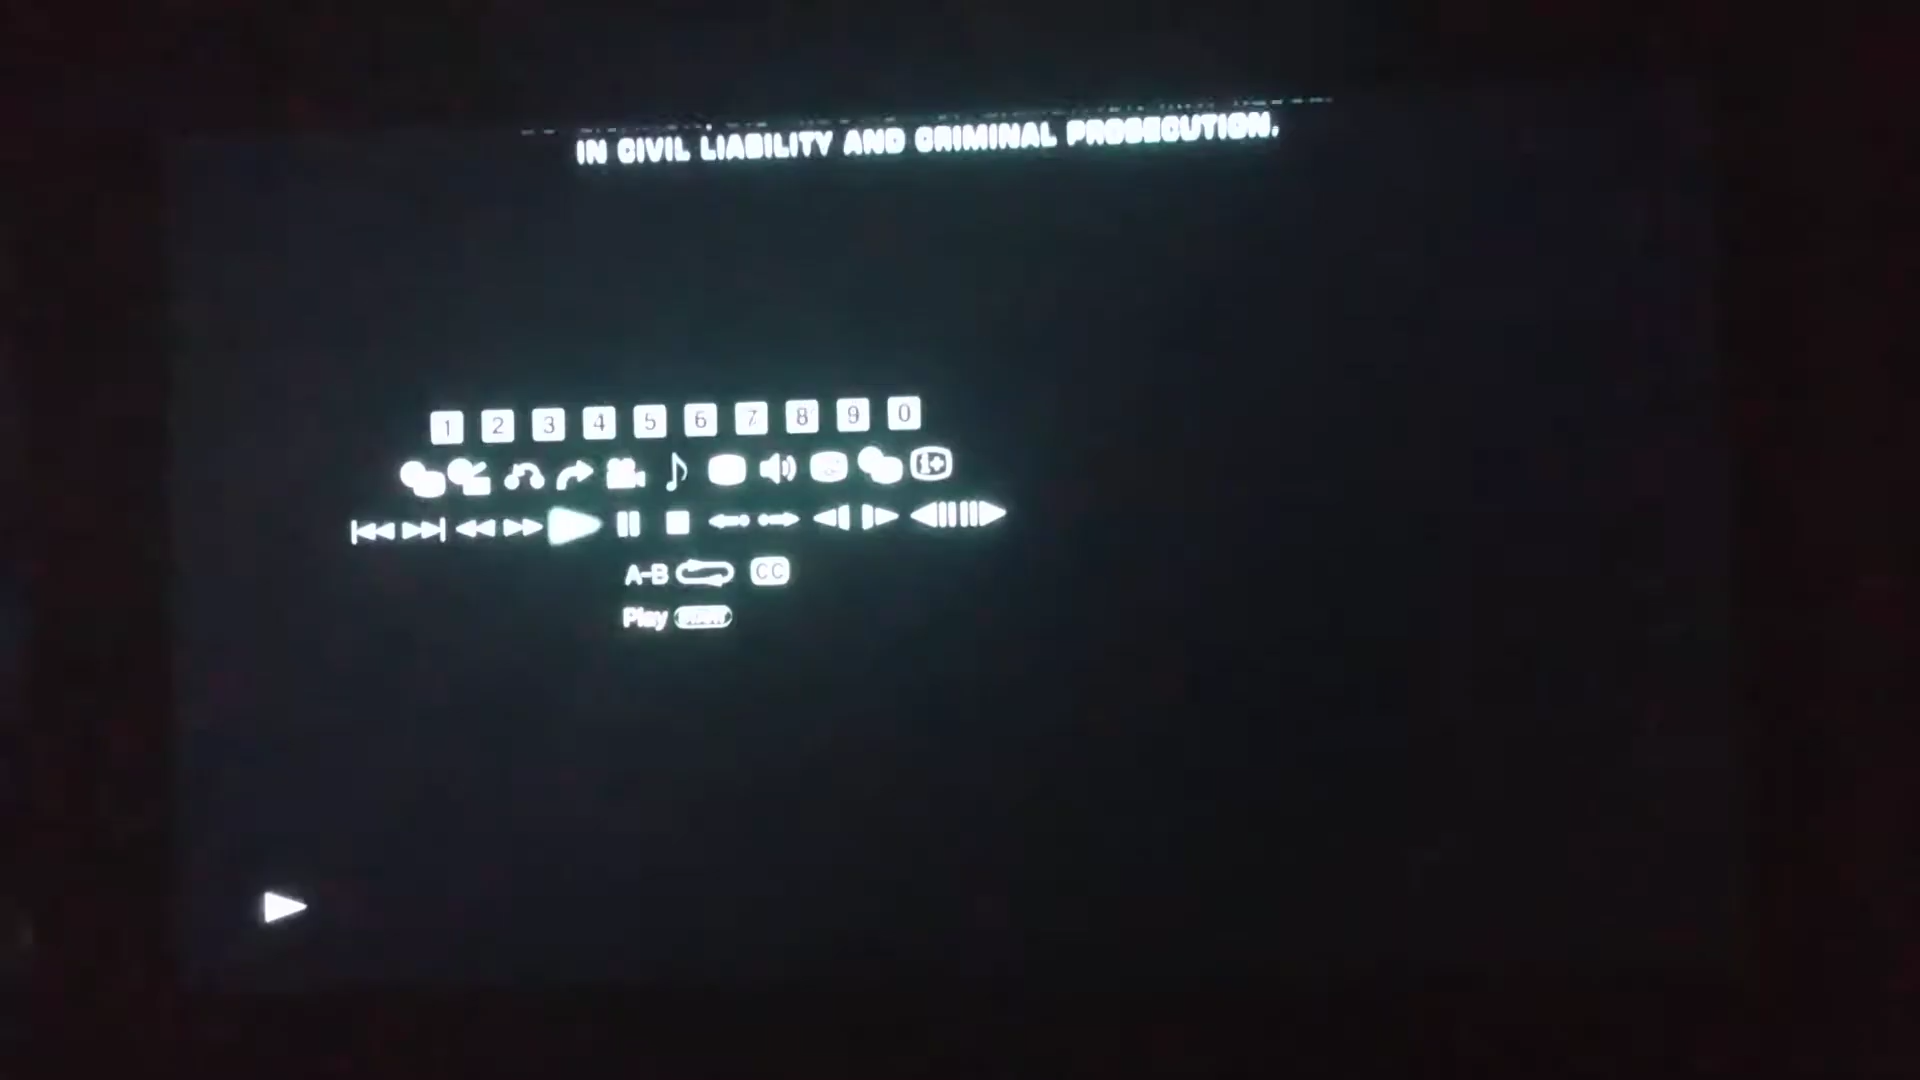 IN CIVIL LIABILITY AND CRIMINAL PROSECUTION.
1 2 3 4 5 6 7 8 9 0
i+
A-B CC
Play